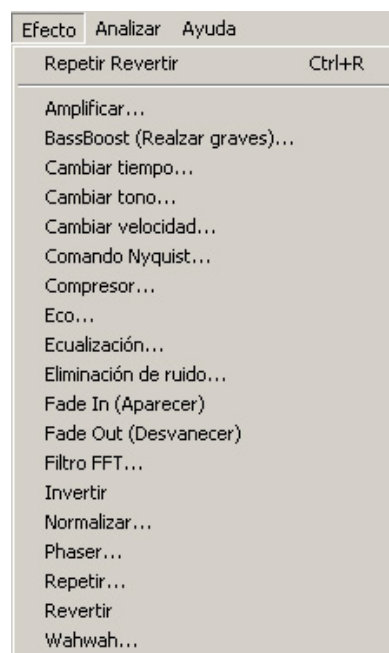 Efecto Analizar Ayuda
Repetir Revertir Ctrl+R
Amplificar...
BassBoost (Realzar graves)...
Cambiar tiempo...
Cambiar tono...
Cambiar velocidad...
Comando Nyquist...
Compresor...
Eco...
Ecualización...
Eliminación de ruido...
Fade In (Aparecer)
Fade Out (Desvanecer)
Filtro FFT...
Invertir
Normalizar...
Phaser...
Repetir...
Revertir
Wahwah...